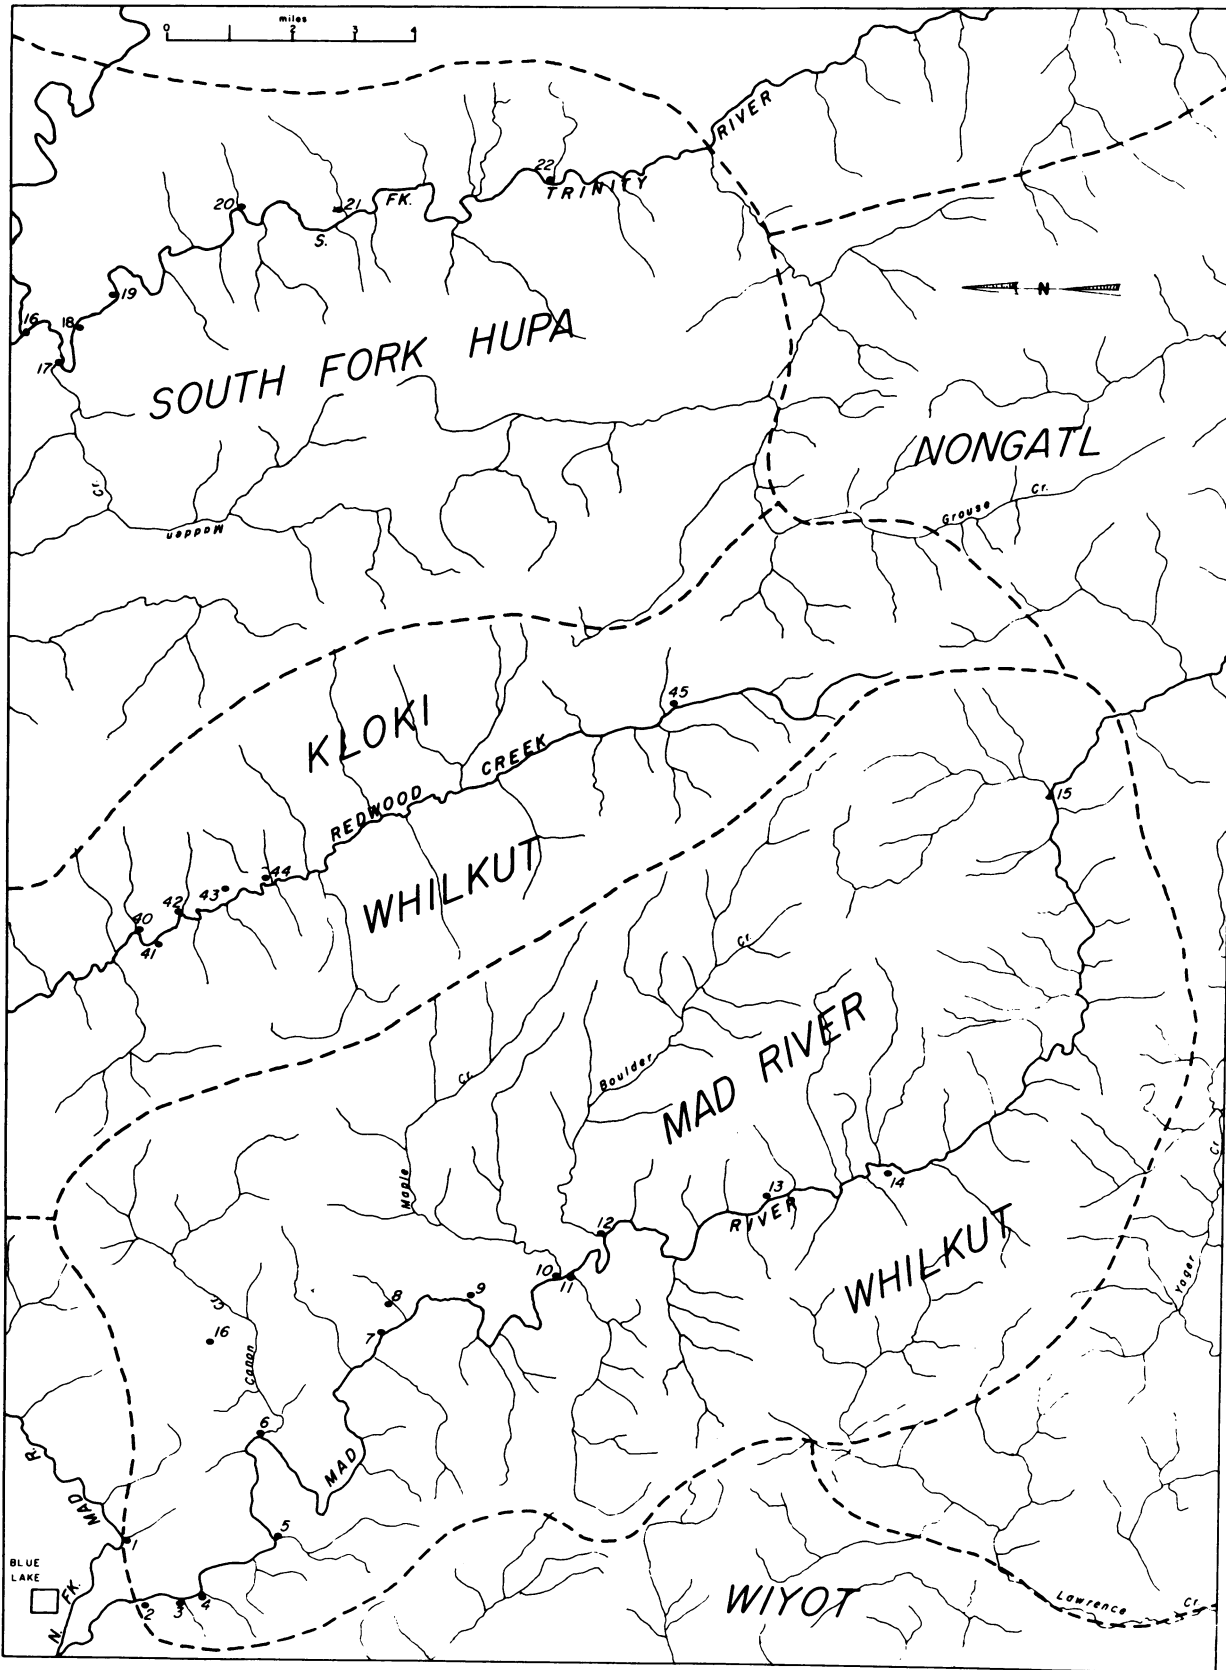 miles
0 1 2 3 4
RIVER
22
TRINITY
FK.
20
21
S.
19
N
16
18
17
SOUTH FORK HUPA
NONGATL
Cr.
Grouse Cr.
Madden
KLOKI
45
CREEK
REDWOOD
15
44
43
42
40
41
WHILKUT
Cr.
MAD RIVER
Boulder
Cr.
Cr.
Maple
14
13
RIVER
12
WHILKUT
Yager
10
11
9
8
7
Cr.
16
Canon
6
R.
MAD
MAD
5
1
BLUE
LAKE
FK.
N.
2
3
4
WIYOT
Lawrence Cr.